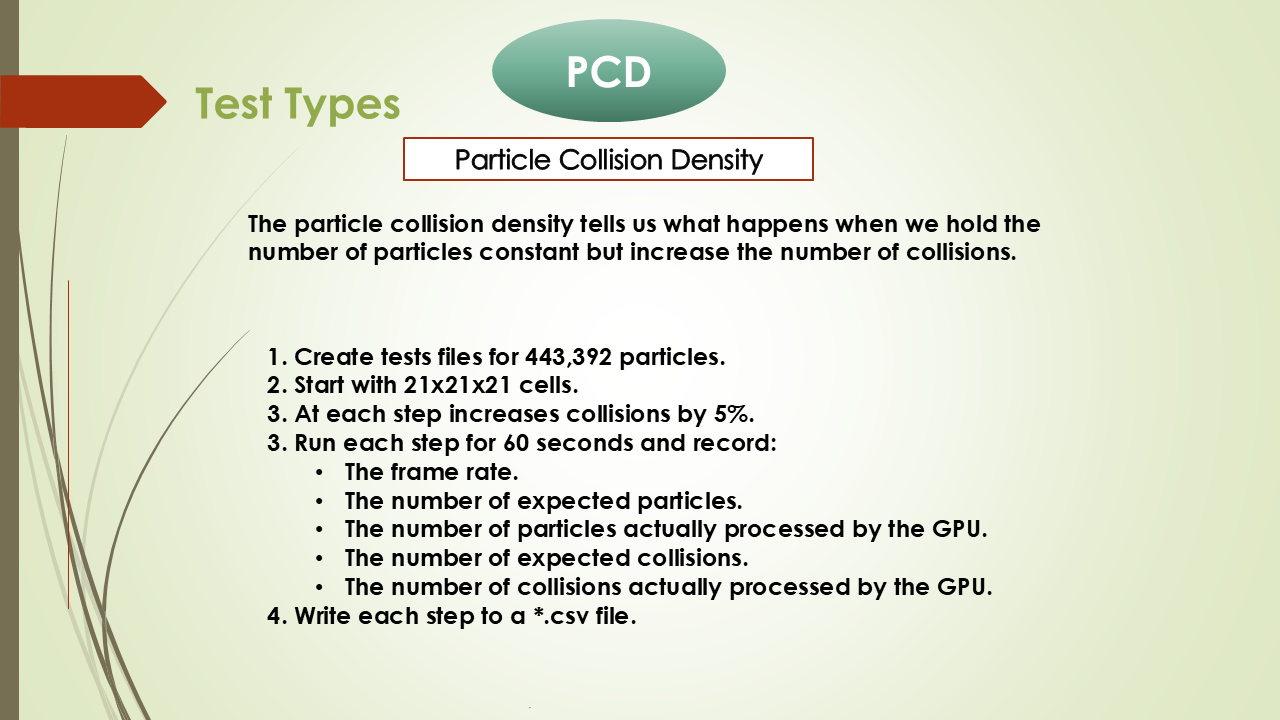 PCD
Test Types
Particle Collision Density
The particle collision density tells us what happens when we hold the
number of particles constant but increase the number of collisions.
1. Create tests files for 443,392 particles.
2. Start with 21x21x21 cells.
3. At each step increases collisions by 5%.
3. Run each step for 60 seconds and record:
• The frame rate.
• The number of expected particles.
• The number of particles actually processed by the GPU.
• The number of expected collisions.
• The number of collisions actually processed by the GPU.
4. Write each step to a *.csv file.
.